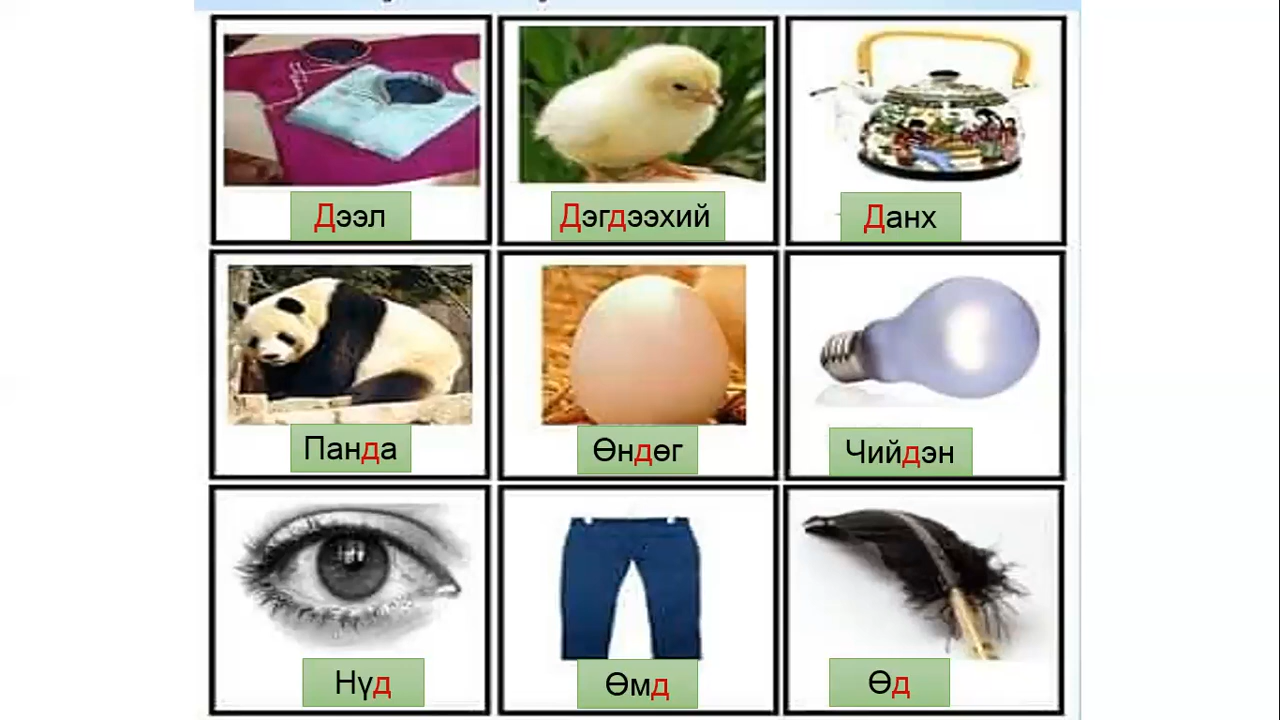 Дээл
Дэгдээхий
Данх
Панда
Өндөг
Чийдэн
Нүд
Өмд
Өд